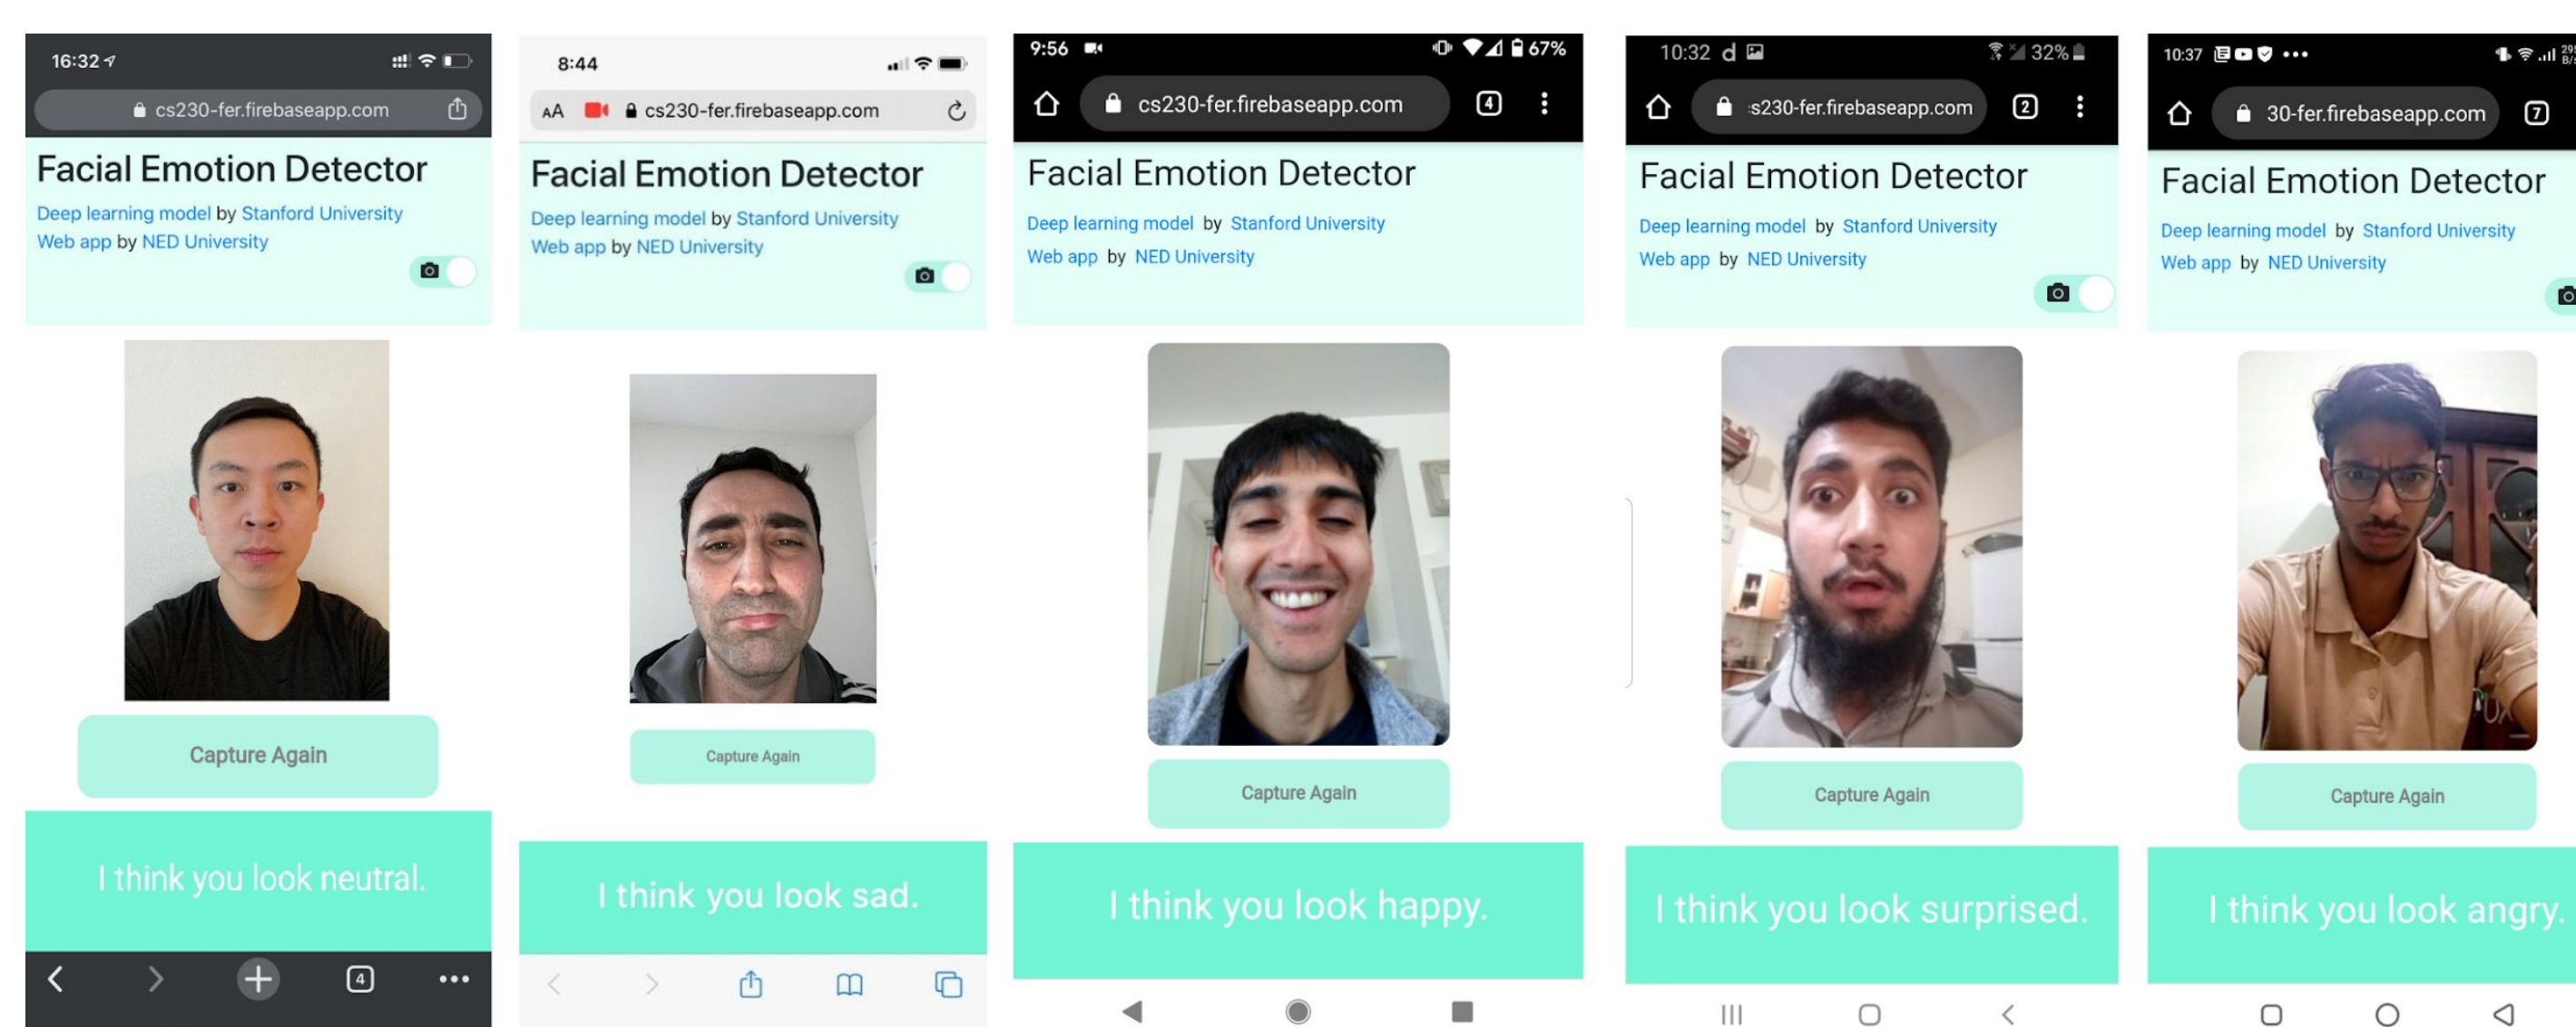 16:32
cs230-fer.firebaseapp.com
Facial Emotion Detector
Deep learning model by Stanford University
Web app by NED University
Capture Again
I think you look neutral.
4
8:44
AA cs230-fer.firebaseapp.com
Facial Emotion Detector
Deep learning model by Stanford University
Web app by NED University
Capture Again
I think you look sad.
9:56 67%
cs230-fer.firebaseapp.com 4
Facial Emotion Detector
Deep learning model by Stanford University
Web app by NED University
Capture Again
I think you look happy.
10:32 d 32%
:s230-fer.firebaseapp.com 2
Facial Emotion Detector
Deep learning model by Stanford University
Web app by NED University
Capture Again
I think you look surprised.
10:37
30-fer.firebaseapp.com 7
Facial Emotion Detector
Deep learning model by Stanford University
Web app by NED University
Capture Again
I think you look angry.